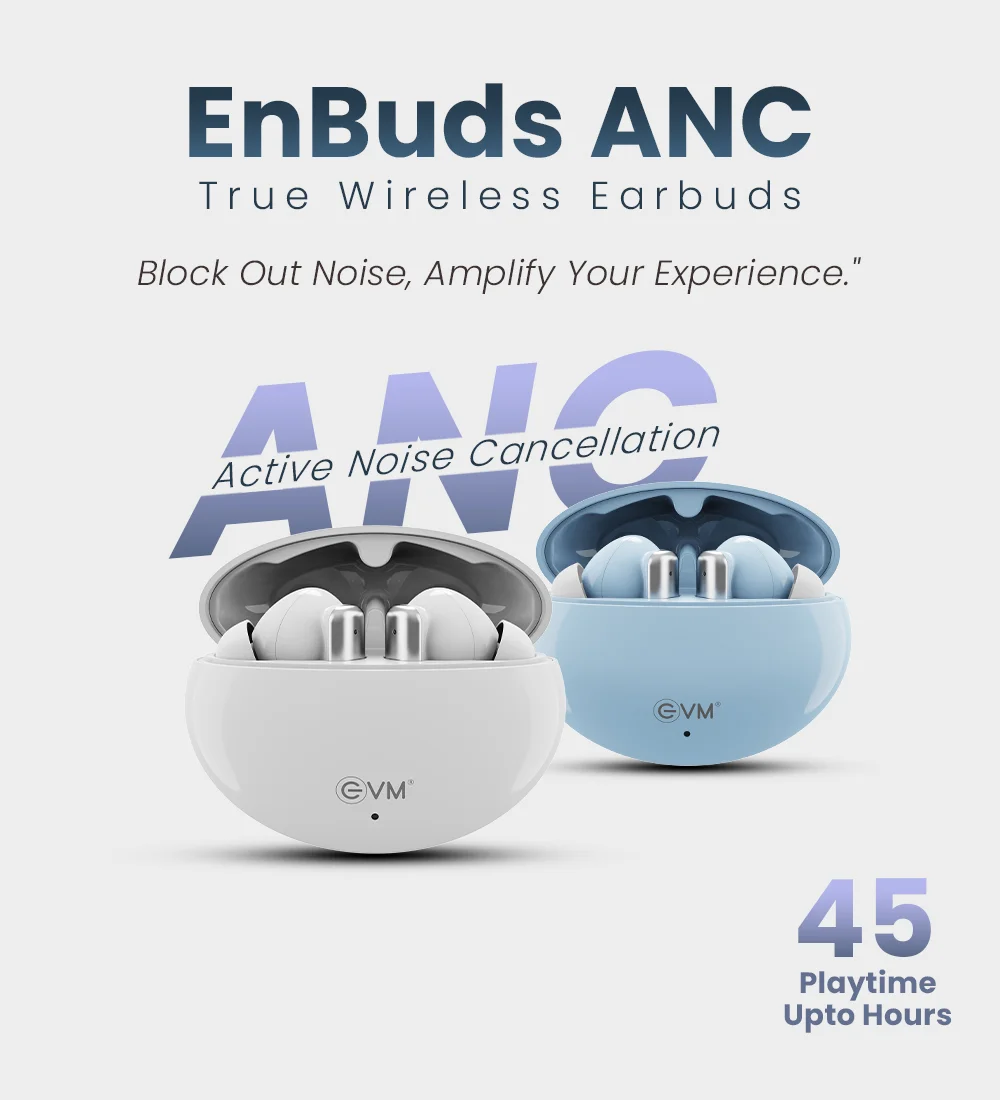 EnBuds ANC
True Wireless Earbuds
Block Out Noise, Amplify Your Experience."
ANC
Active Noise Cancellation
EVM®
EVM®
45
Playtime
Upto Hours